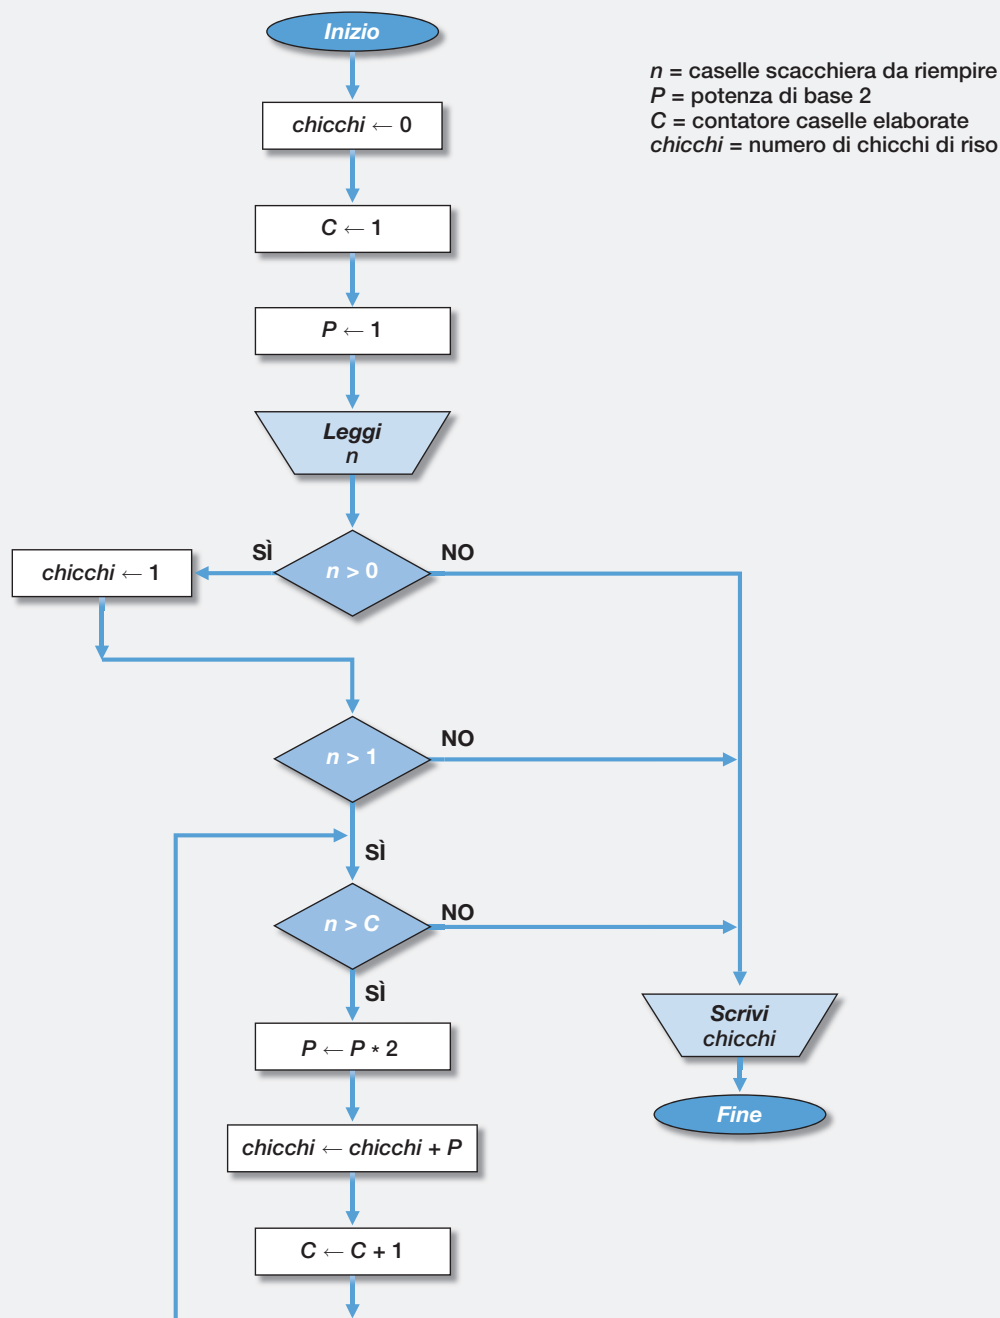 Inizio
n = caselle scacchiera da riempire
P = potenza di base 2
C = contatore caselle elaborate
chicchi = numero di chicchi di riso
chicchi ← 0
C ← 1
P ← 1
Leggi
n
n > 0
SÌ
NO
chicchi ← 1
n > 1
NO
SÌ
n > C
NO
SÌ
P ← P * 2
chicchi ← chicchi + P
C ← C + 1
Scrivi
chicchi
Fine